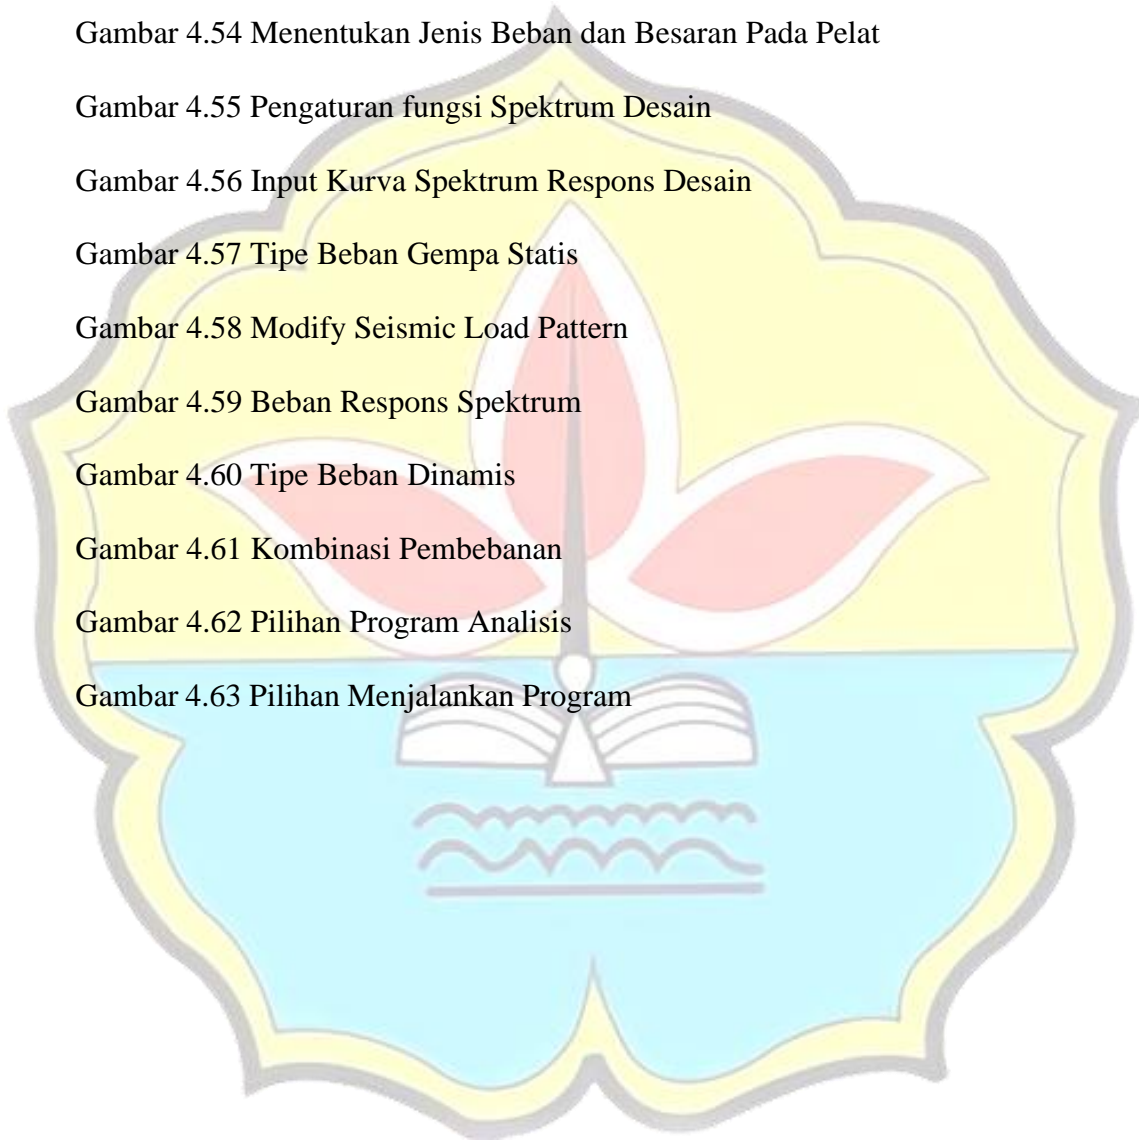 Gambar 4.54 Menentukan Jenis Beban dan Besaran Pada Pelat
Gambar 4.55 Pengaturan fungsi Spektrum Desain
Gambar 4.56 Input Kurva Spektrum Respons Desain
Gambar 4.57 Tipe Beban Gempa Statis
Gambar 4.58 Modify Seismic Load Pattern
Gambar 4.59 Beban Respons Spektrum
Gambar 4.60 Tipe Beban Dinamis
Gambar 4.61 Kombinasi Pembebanan
Gambar 4.62 Pilihan Program Analisis
Gambar 4.63 Pilihan Menjalankan Program